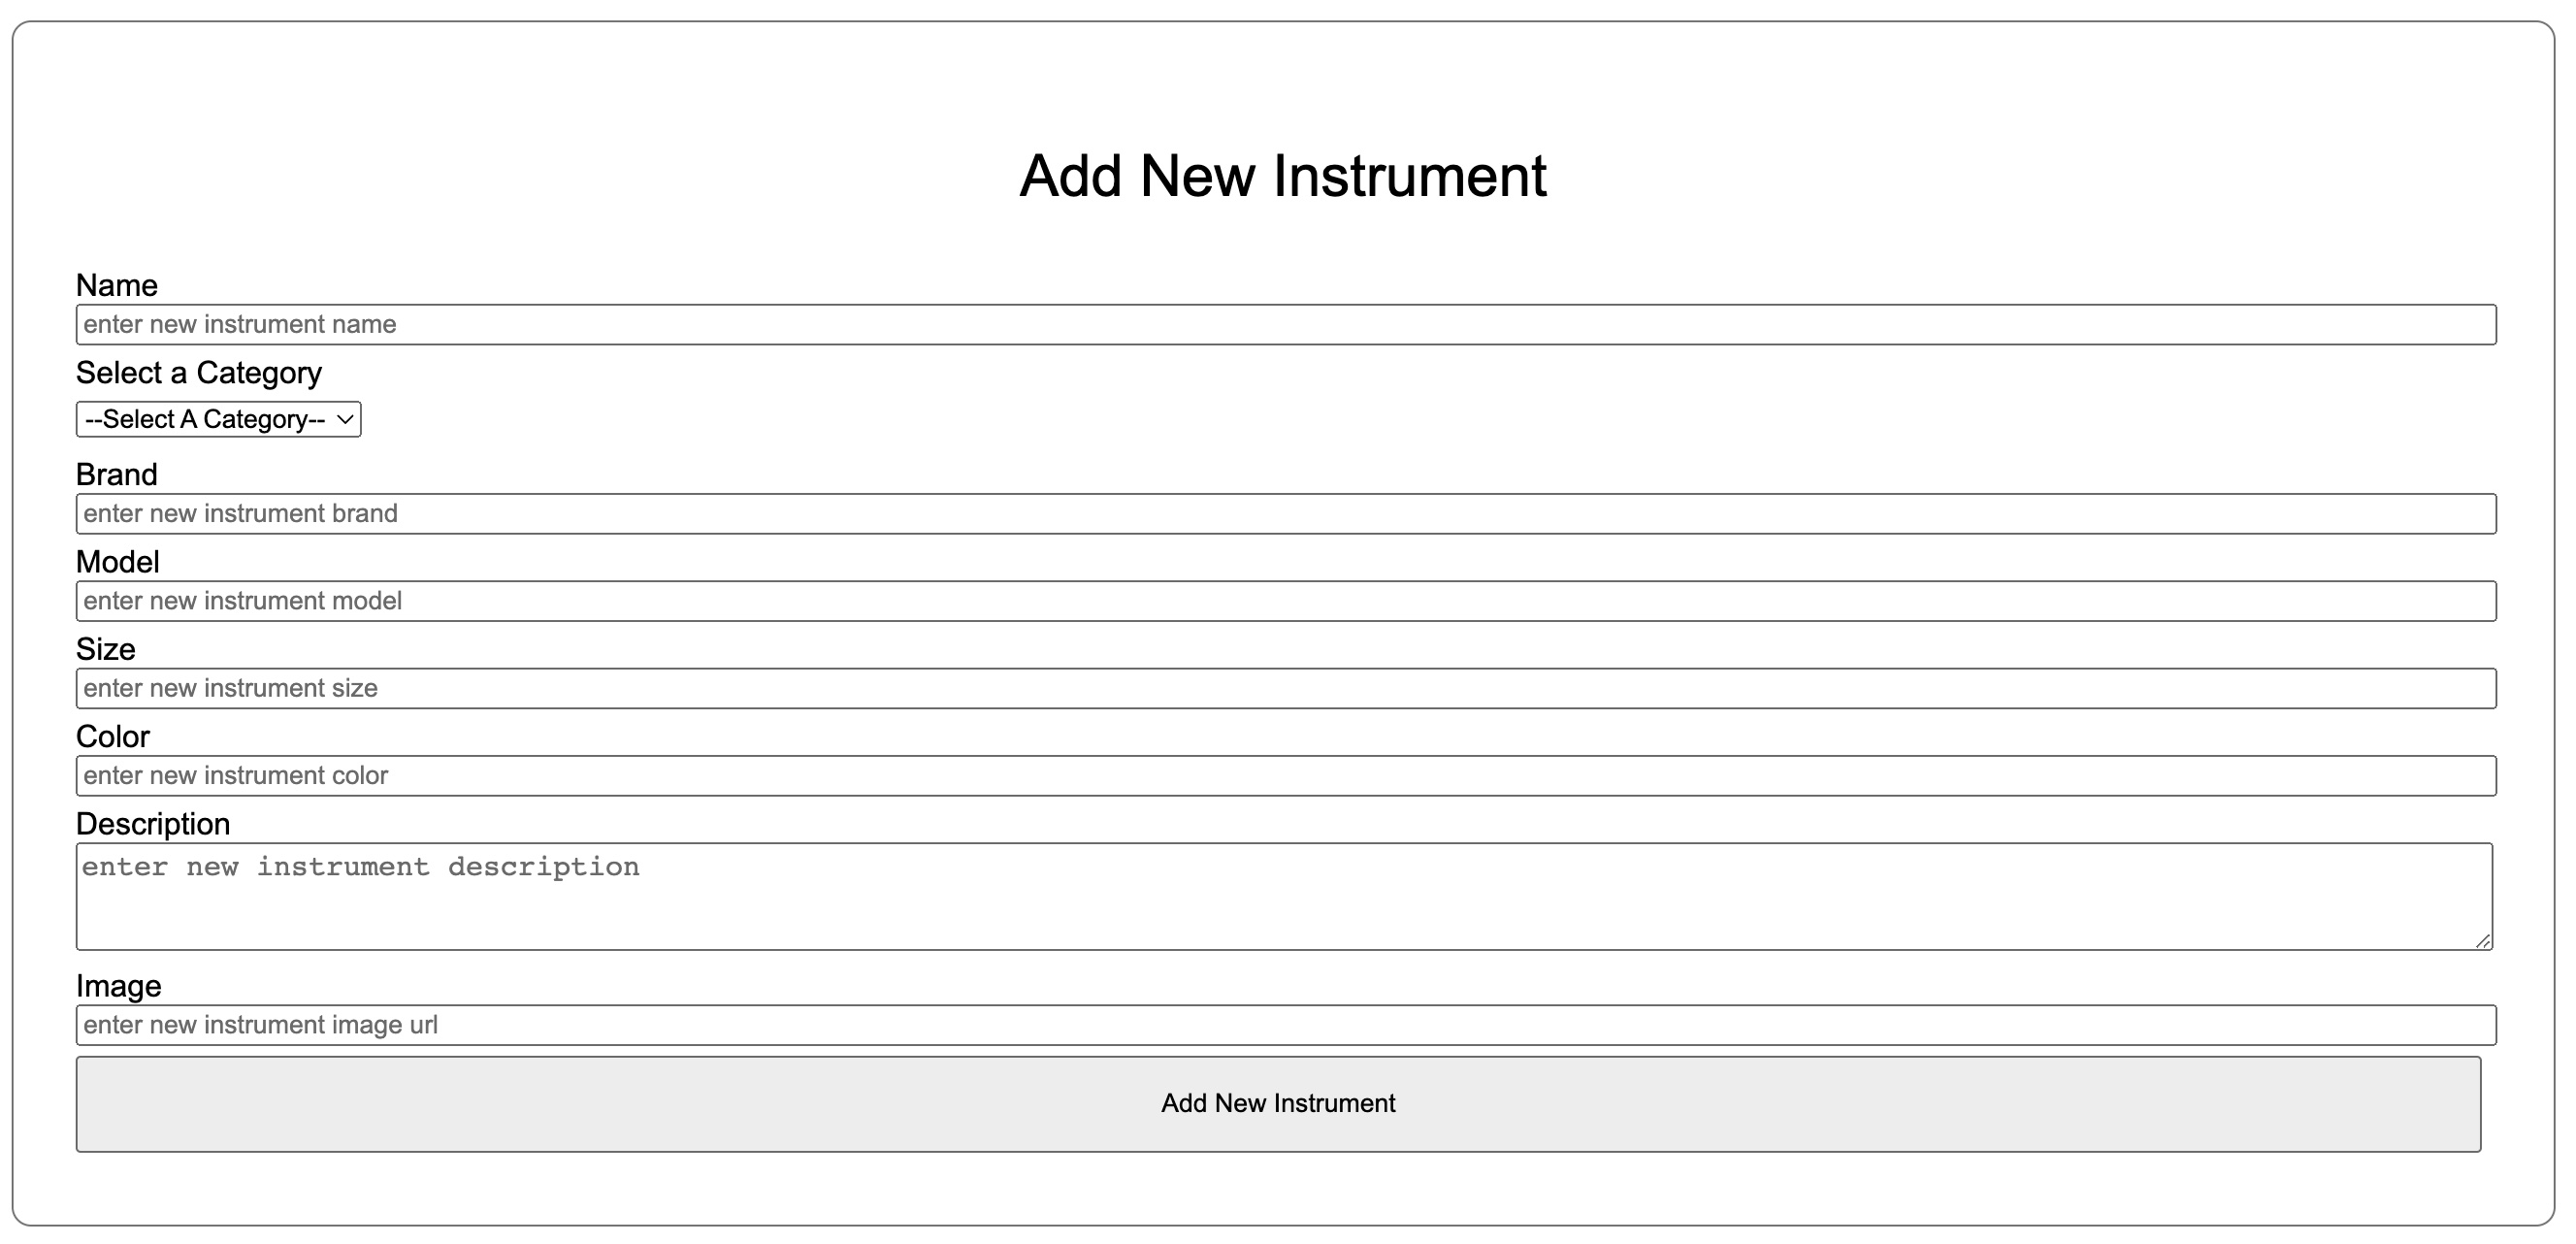 Add New Instrument
Name
enter new instrument name
Select a Category
--Select A Category--
Brand
enter new instrument brand
Model
enter new instrument model
Size
enter new instrument size
Color
enter new instrument color
Description
enter new instrument description
Image
enter new instrument image url
Add New Instrument